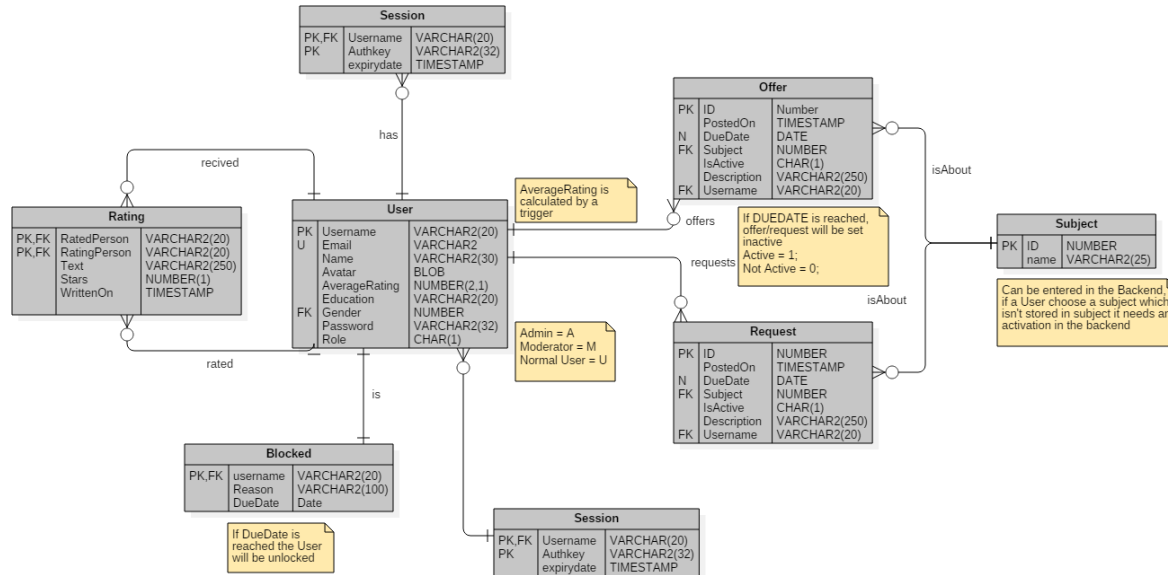 Session
PK,FK Username VARCHAR(20)
PK Authkey VARCHAR2(32)
expirydate TIMESTAMP
has
recived
Rating
PK,FK RatedPerson VARCHAR2(20)
PK,FK RatingPerson VARCHAR2(20)
Text VARCHAR2(250)
Stars NUMBER(1)
WrittenOn TIMESTAMP
rated
User
PK Username VARCHAR2(20)
U Email VARCHAR2
Name VARCHAR2(30)
Avatar BLOB
AverageRating NUMBER(2,1)
Education VARCHAR2(20)
FK Gender NUMBER
Password VARCHAR2(32)
Role CHAR(1)
AverageRating is
calculated by a
trigger
Admin = A
Moderator = M
Normal User = U
offers
requests
Offer
PK ID Number
PostedOn TIMESTAMP
N DueDate DATE
FK Subject NUMBER
IsActive CHAR(1)
Description VARCHAR2(250)
FK Username VARCHAR2(20)
If DUEDATE is reached,
offer/request will be set
inactive
Active = 1;
Not Active = 0;
isAbout
isAbout
Subject
PK ID NUMBER
name VARCHAR2(25)
Can be entered in the Backend,
if a User choose a subject which
isn't stored in subject it needs an
activation in the backend
Request
PK ID NUMBER
PostedOn TIMESTAMP
N DueDate DATE
FK Subject NUMBER
IsActive CHAR(1)
Description VARCHAR2(250)
FK Username VARCHAR2(20)
is
Blocked
PK,FK username VARCHAR2(20)
Reason VARCHAR2(100)
DueDate Date
If DueDate is
reached the User
will be unlocked
Session
PK,FK Username VARCHAR(20)
PK Authkey VARCHAR2(32)
expirydate TIMESTAMP